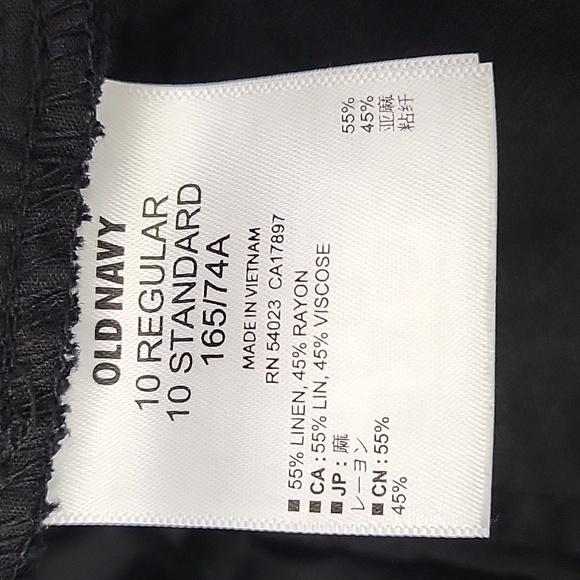 OLD NAVY
10 REGULAR
10 STANDARD
165/74A
MADE IN VIETNAM
RN 54023 CA17897
55% LINEN, 45% RAYON
CA : 55% LIN, 45% VISCOSE
JP : 麻 55%
レーヨン 45%
CN : 55% 亚麻
45% 粘纤